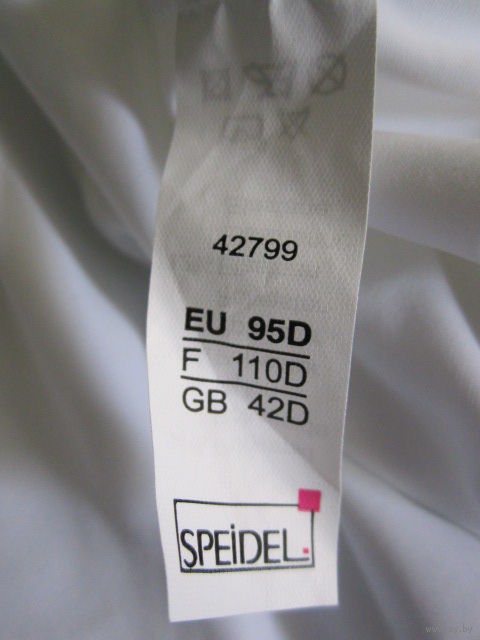 42799
EU 95D
F 110D
GB 42D
SPEiDEL.